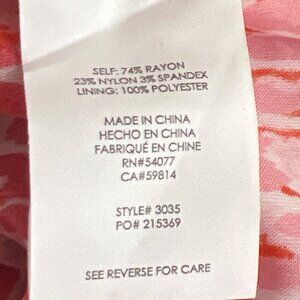 SELF: 74% RAYON
23% NYLON 3% SPANDEX
LINING: 100% POLYESTER
MADE IN CHINA
HECHO EN CHINA
FABRIQUÉ EN CHINE
RN#54077
CA#59814
STYLE# 3035
PO# 215369
SEE REVERSE FOR CARE